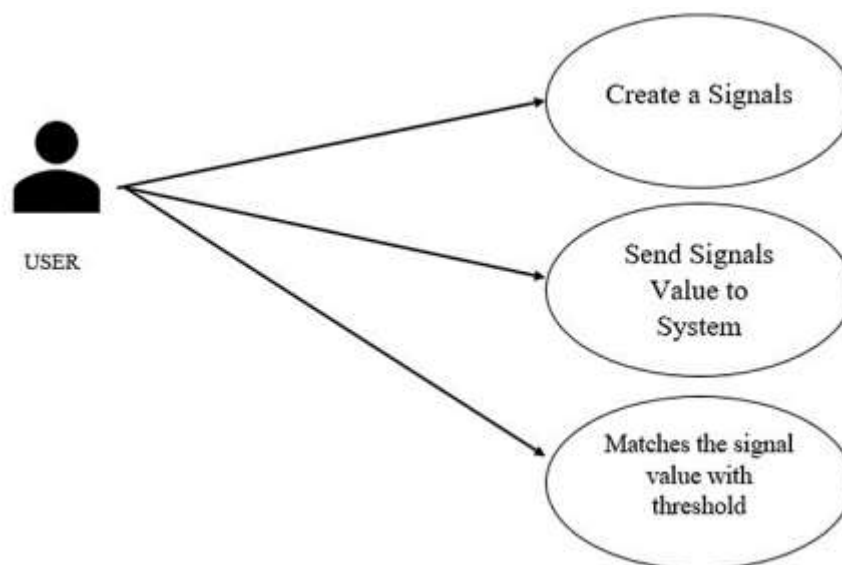 Create a Signals
USER
Send Signals
Value to
System
Matches the signal
value with
threshold